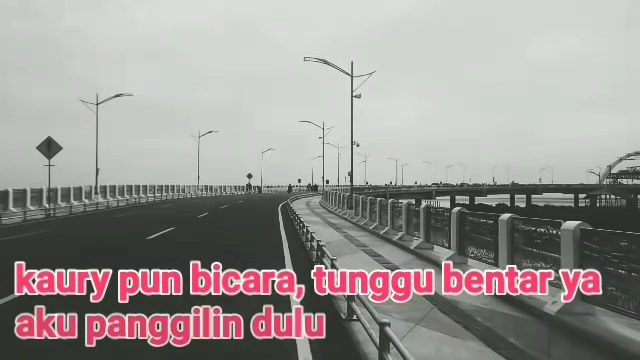 kaury pun bicara, tunggu bentar ya
aku panggilin dulu